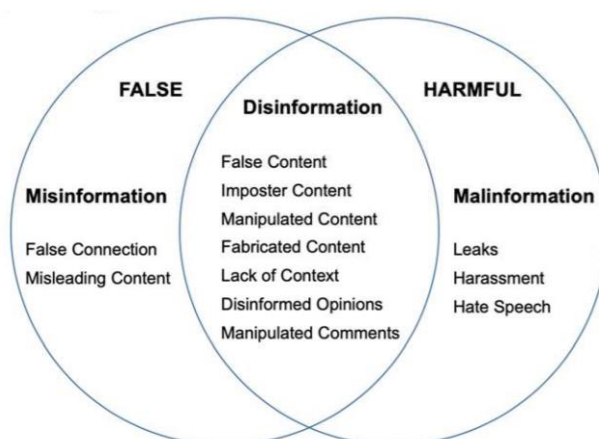 FALSE
HARMFUL
Disinformation
False Content
Imposter Content
Manipulated Content
Fabricated Content
Lack of Context
Disinformed Opinions
Manipulated Comments
Misinformation
False Connection
Misleading Content
Malinformation
Leaks
Harassment
Hate Speech